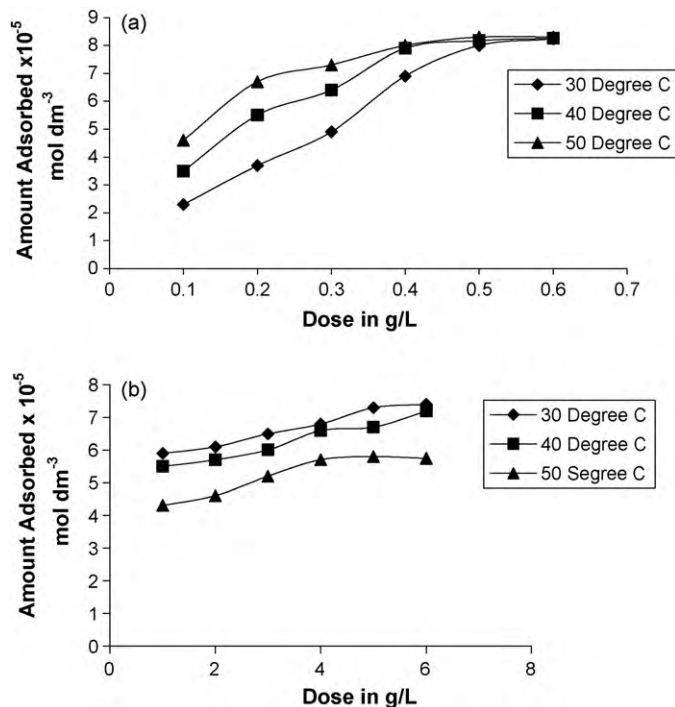 (a)
Amount Adsorbed x10⁻⁵
mol dm⁻³
9
8
7
6
5
4
3
2
1
0
0 0.1 0.2 0.3 0.4 0.5 0.6 0.7
Dose in g/L
30 Degree C
40 Degree C
50 Degree C
(b)
Amount Adsorbed x 10⁻⁵
mol dm⁻³
8
7
6
5
4
3
2
1
0
0 2 4 6 8
Dose in g/L
30 Degree C
40 Degree C
50 Segree C